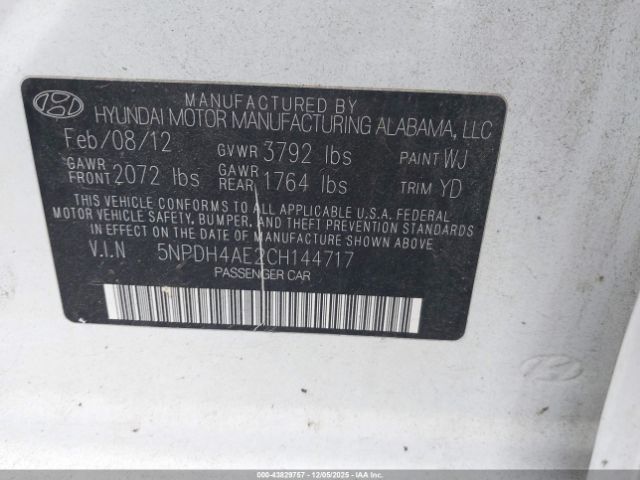 MANUFACTURED BY
HYUNDAI MOTOR MANUFACTURING ALABAMA, LLC
Feb/08/12 GVWR 3792 lbs PAINT WJ
GAWR FRONT 2072 lbs GAWR REAR 1764 lbs TRIM YD
THIS VEHICLE CONFORMS TO ALL APPLICABLE U.S.A. FEDERAL
MOTOR VEHICLE SAFETY, BUMPER, AND THEFT PREVENTION STANDARDS
IN EFFECT ON THE DATE OF MANUFACTURE SHOWN ABOVE.
V.I.N 5NPDH4AE2CH144717
PASSENGER CAR
000-43829757 - 12/05/2025 - COPYRIGHT IAA, LLC.